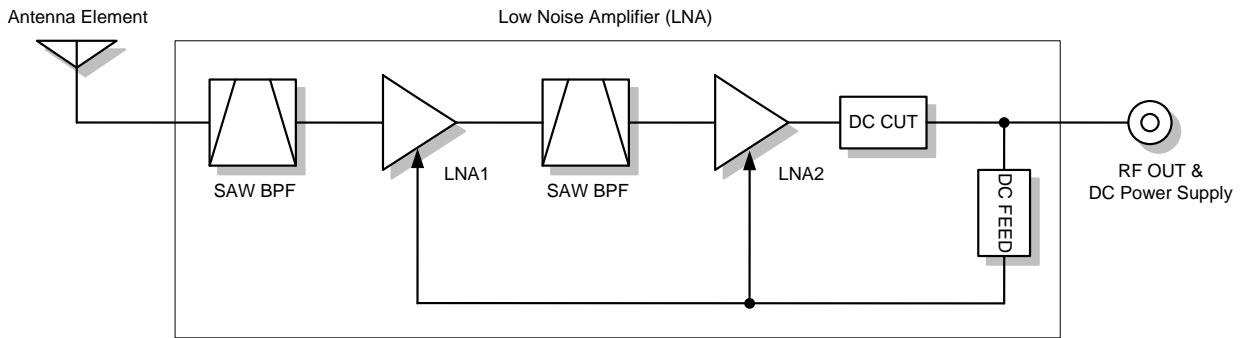 Antenna Element
Low Noise Amplifier (LNA)
SAW BPF
LNA1
SAW BPF
LNA2
DC CUT
DC FEED
RF OUT &
DC Power Supply